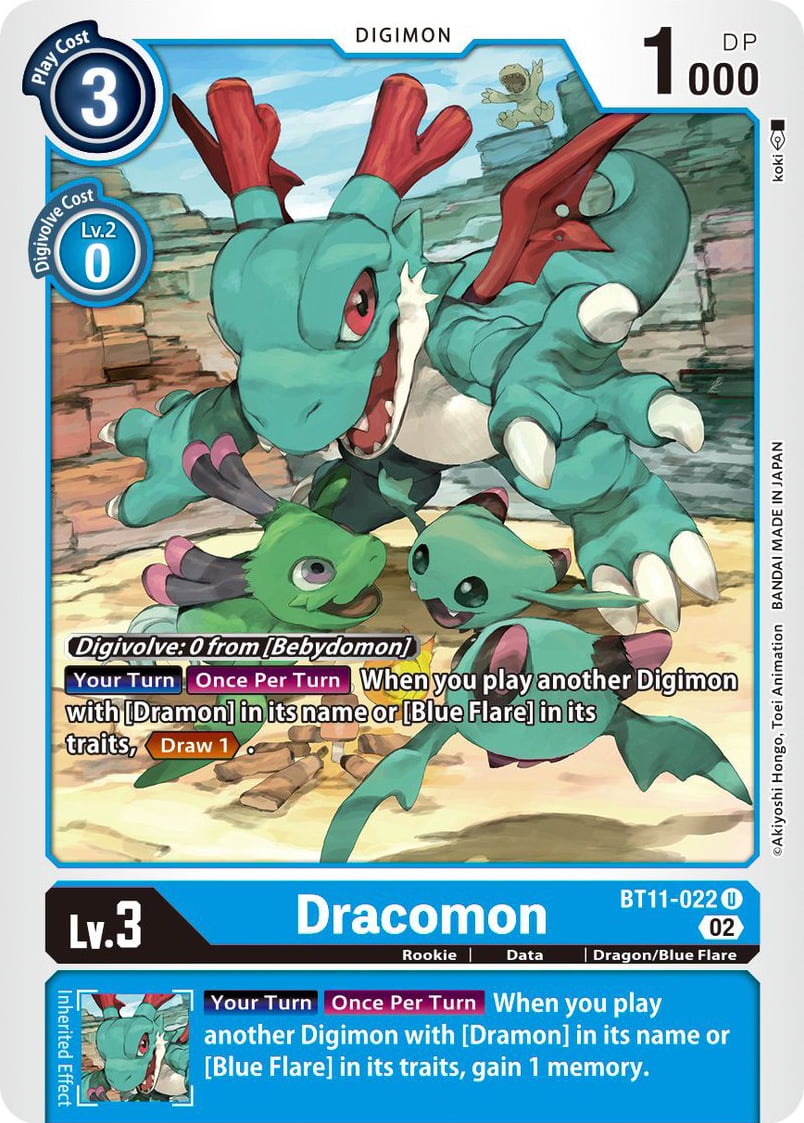 DIGIMON
Play Cost
3
1000
DP
Digivolve Cost
Lv.2
0
koki
Digivolve: 0 from [Bebydomon]
Your Turn Once Per Turn When you play another Digimon
with [Dramon] in its name or [Blue Flare] in its
traits, Draw 1 .
©Akiyoshi Hongo, Toei Animation BANDAI MADE IN JAPAN
Lv.3
Dracomon
BT11-022 U
02
Rookie | Data | Dragon/Blue Flare
Inherited Effect
Your Turn Once Per Turn When you play
another Digimon with [Dramon] in its name or
[Blue Flare] in its traits, gain 1 memory.